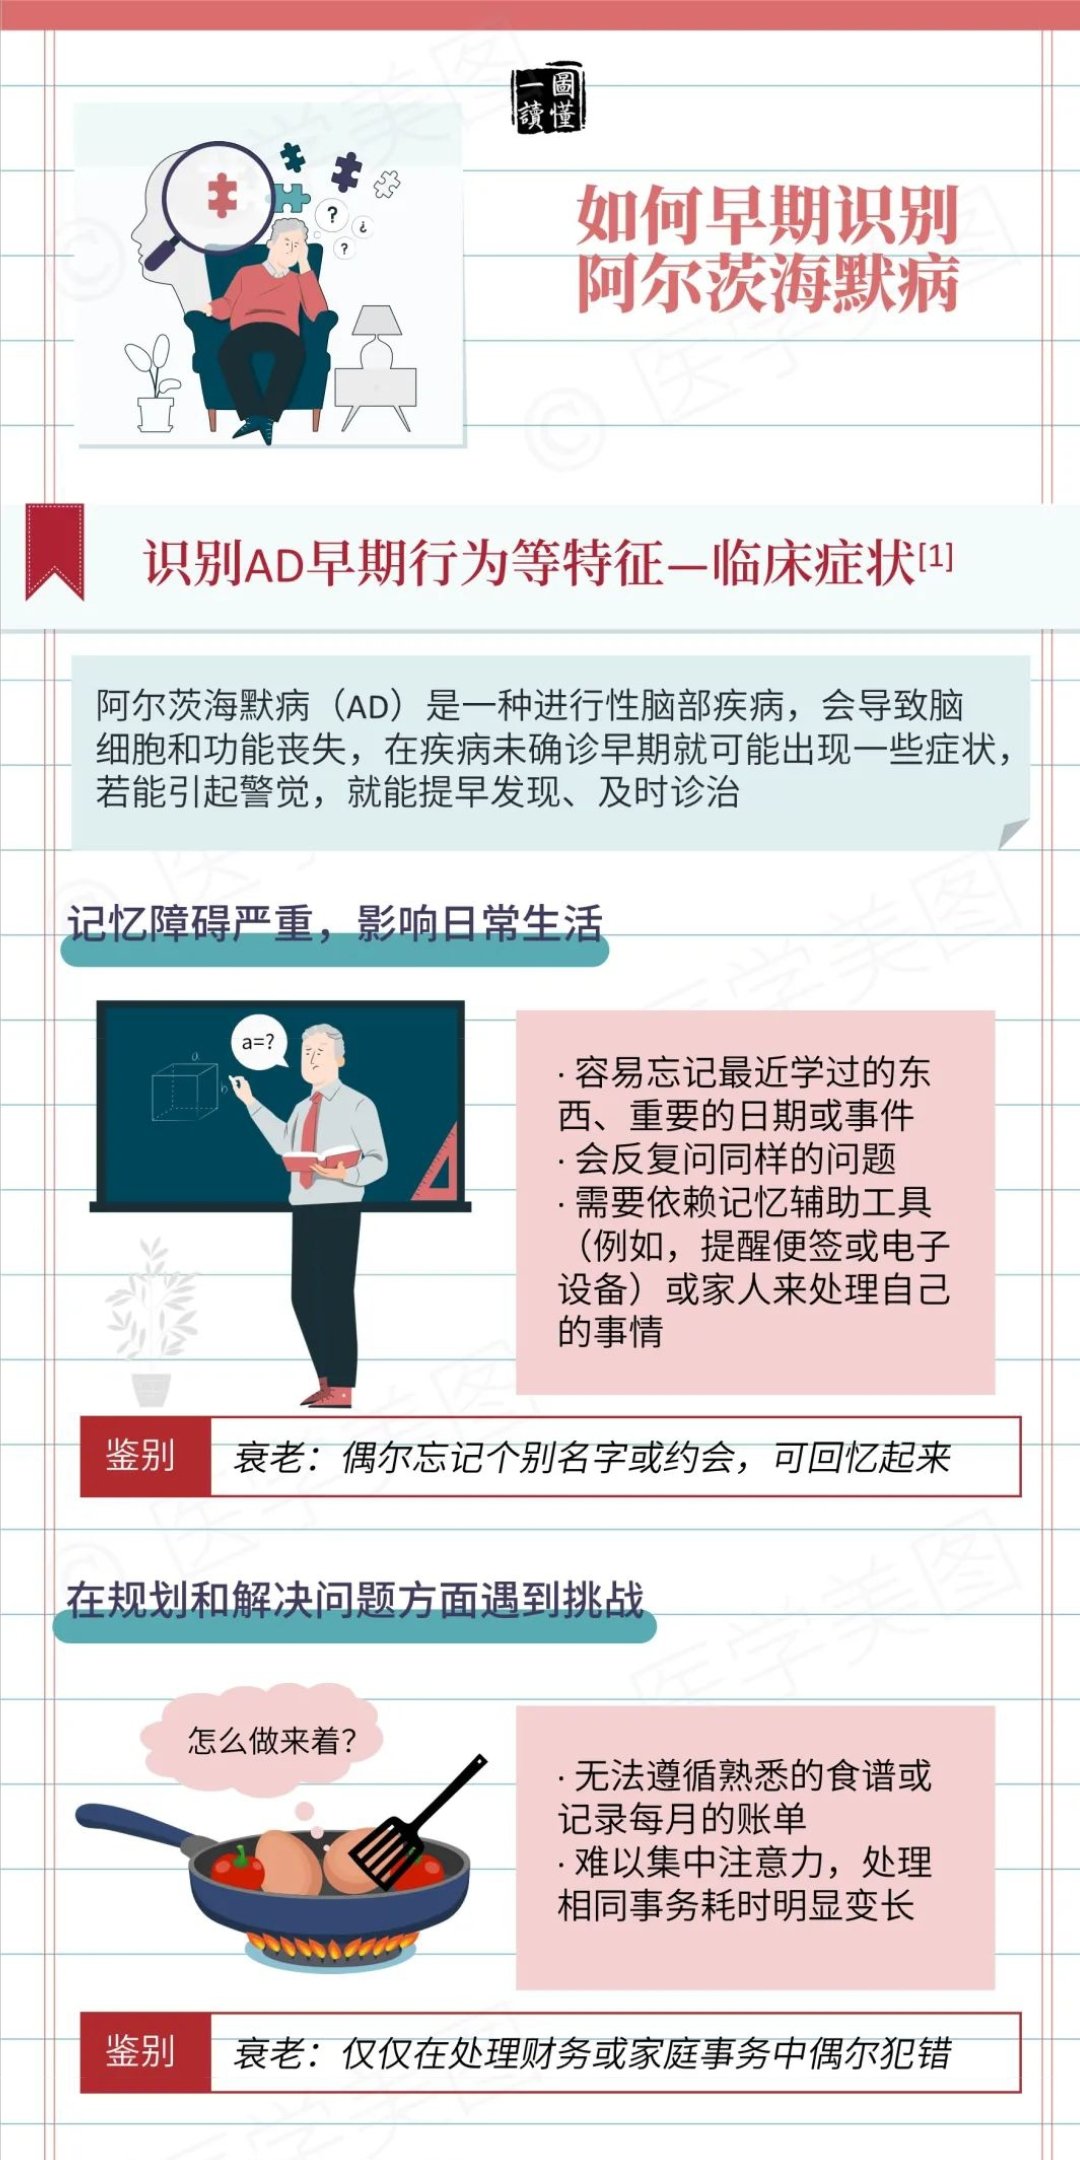 一圖
讀懂
如何早期识别
阿尔茨海默病
识别AD早期行为等特征—临床症状[1]
阿尔茨海默病（AD）是一种进行性脑部疾病，会导致脑
细胞和功能丧失，在疾病未确诊早期就可能出现一些症状，
若能引起警觉，就能提早发现、及时诊治
记忆障碍严重，影响日常生活
a=?
a
b
· 容易忘记最近学过的东
西、重要的日期或事件
· 会反复问同样的问题
· 需要依赖记忆辅助工具
（例如，提醒便签或电子
设备）或家人来处理自己
的事情
鉴别 衰老：偶尔忘记个别名字或约会，可回忆起来
在规划和解决问题方面遇到挑战
怎么做来着？
· 无法遵循熟悉的食谱或
记录每月的账单
· 难以集中注意力，处理
相同事务耗时明显变长
鉴别 衰老：仅仅在处理财务或家庭事务中偶尔犯错
© 医学美图